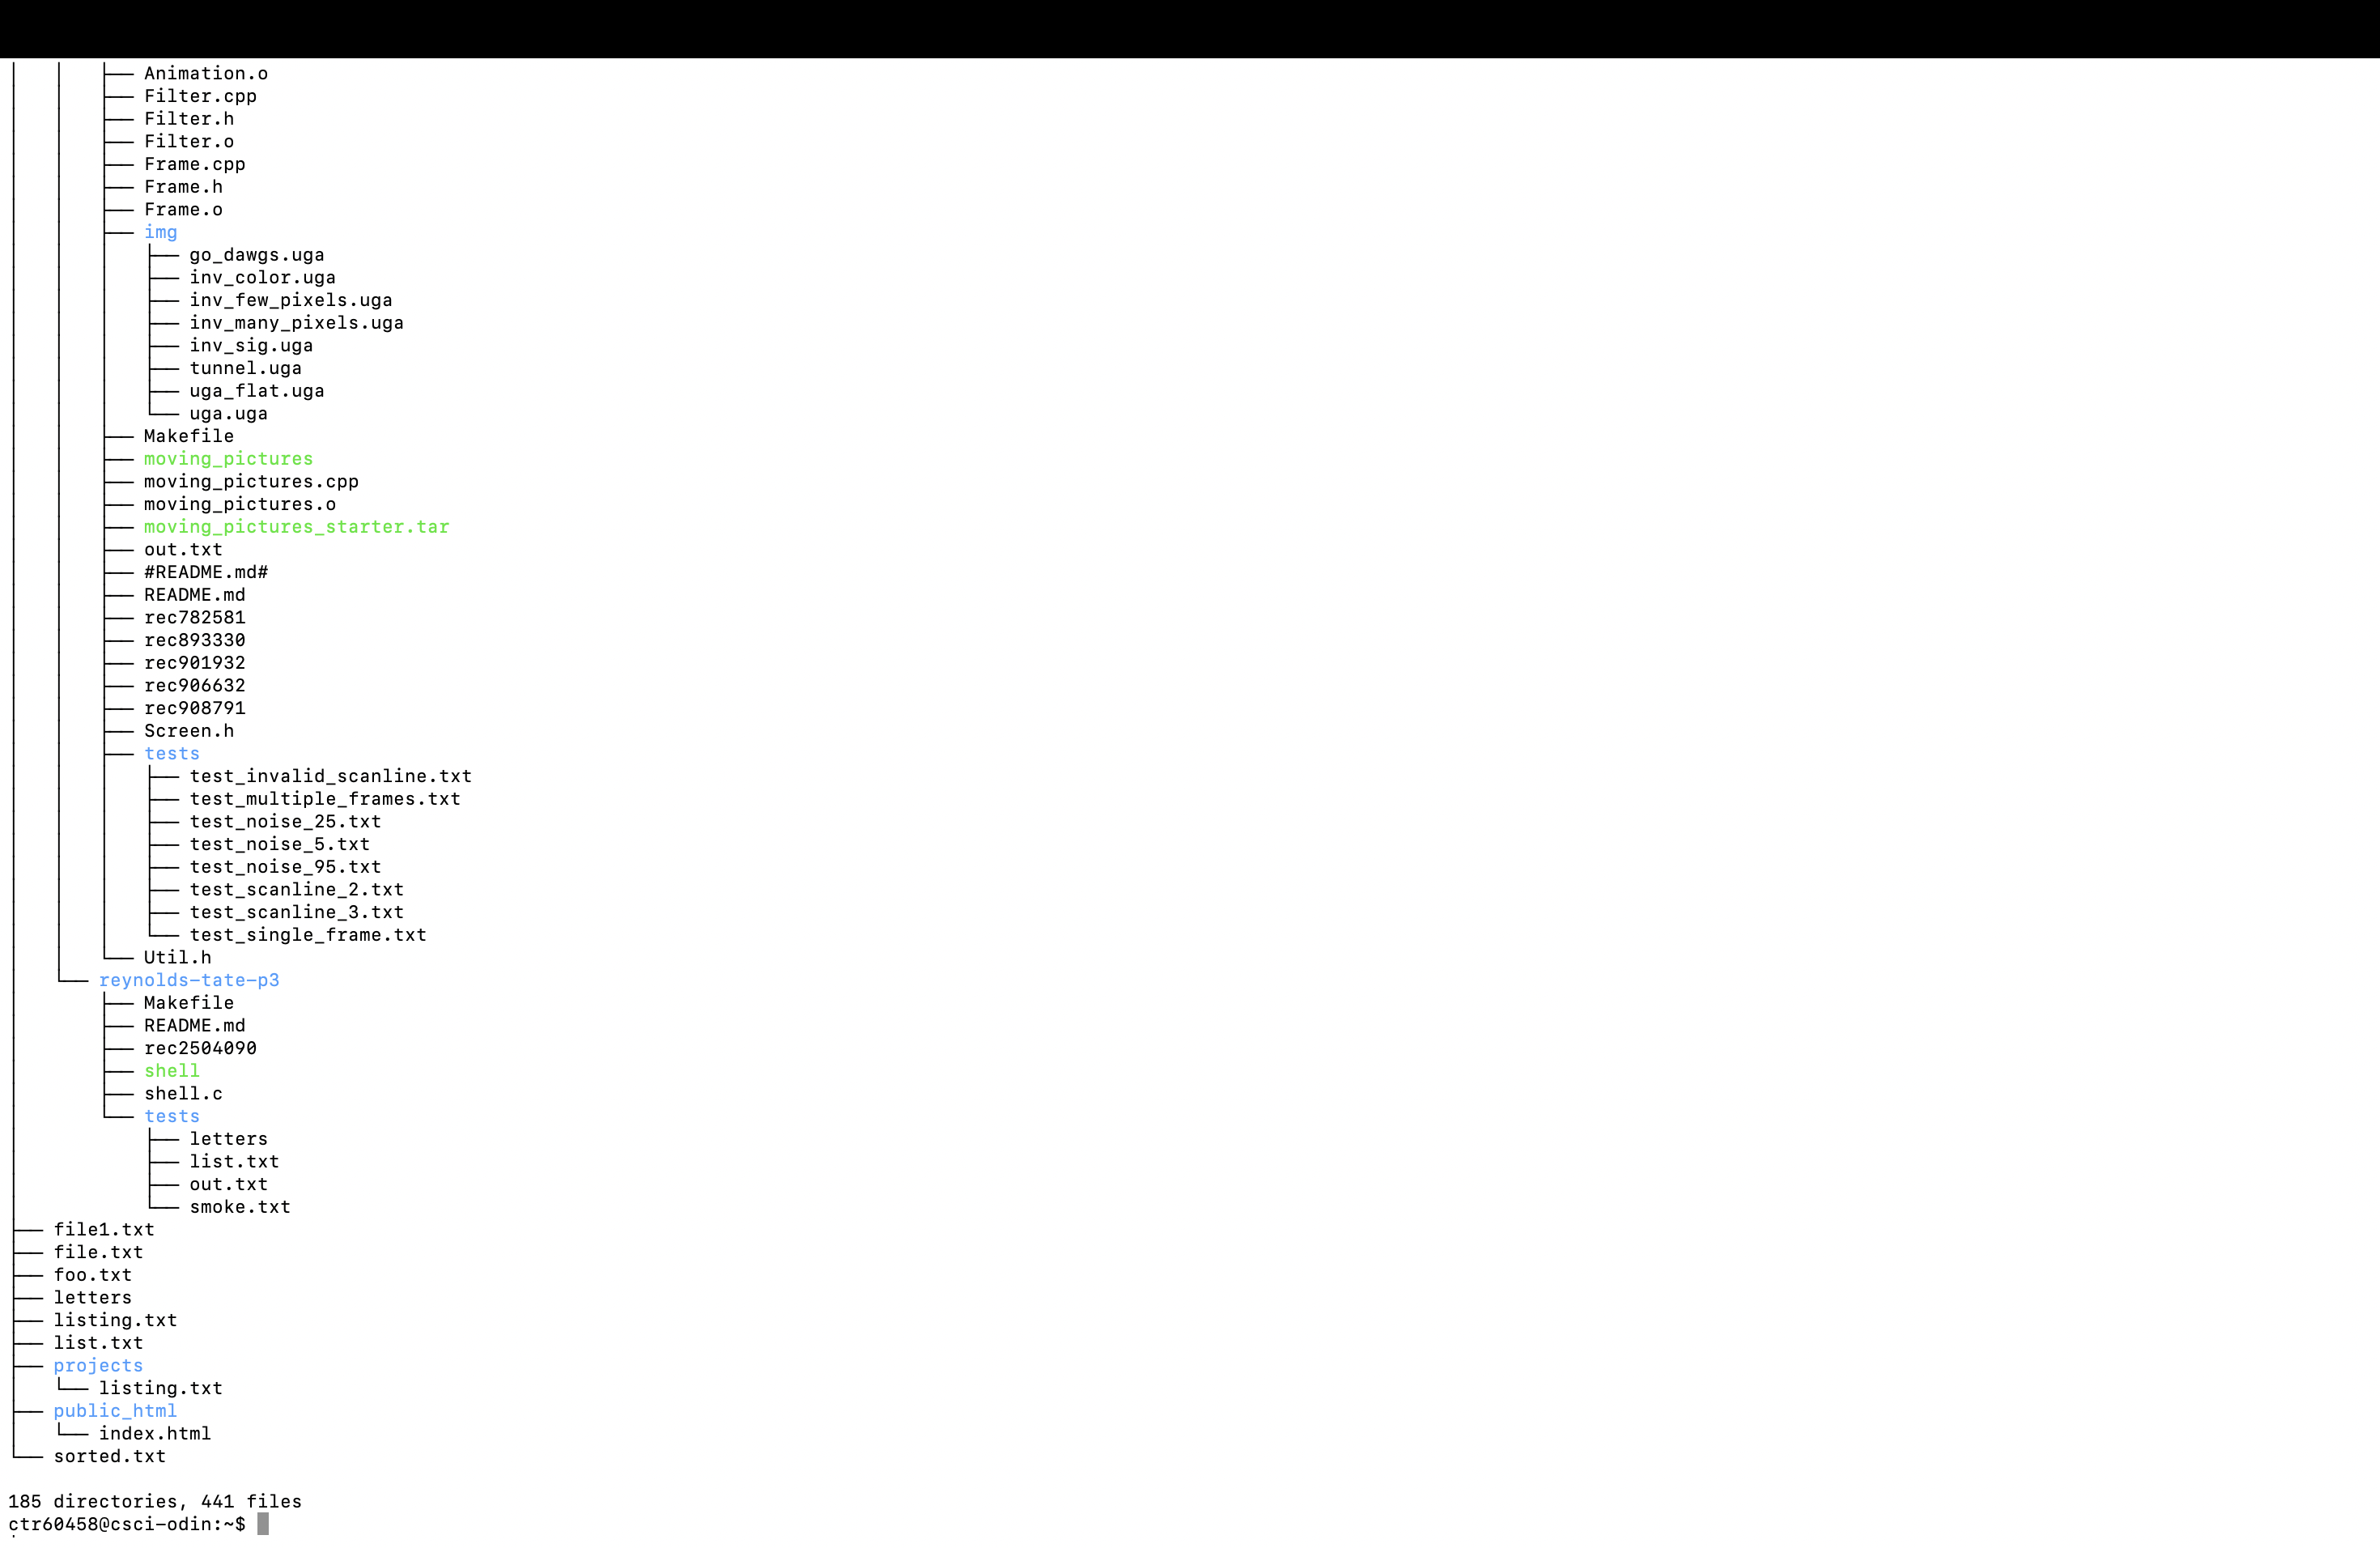 │   │   ├── Animation.o
│   │   ├── Filter.cpp
│   │   ├── Filter.h
│   │   ├── Filter.o
│   │   ├── Frame.cpp
│   │   ├── Frame.h
│   │   ├── Frame.o
│   │   ├── img
│   │   │   ├── go_dawgs.uga
│   │   │   ├── inv_color.uga
│   │   │   ├── inv_few_pixels.uga
│   │   │   ├── inv_many_pixels.uga
│   │   │   ├── inv_sig.uga
│   │   │   ├── tunnel.uga
│   │   │   ├── uga_flat.uga
│   │   │   └── uga.uga
│   │   ├── Makefile
│   │   ├── moving_pictures
│   │   ├── moving_pictures.cpp
│   │   ├── moving_pictures.o
│   │   ├── moving_pictures_starter.tar
│   │   ├── out.txt
│   │   ├── #README.md#
│   │   ├── README.md
│   │   ├── rec782581
│   │   ├── rec893330
│   │   ├── rec901932
│   │   ├── rec906632
│   │   ├── rec908791
│   │   ├── Screen.h
│   │   ├── tests
│   │   │   ├── test_invalid_scanline.txt
│   │   │   ├── test_multiple_frames.txt
│   │   │   ├── test_noise_25.txt
│   │   │   ├── test_noise_5.txt
│   │   │   ├── test_noise_95.txt
│   │   │   ├── test_scanline_2.txt
│   │   │   ├── test_scanline_3.txt
│   │   │   └── test_single_frame.txt
│   │   └── Util.h
│   └── reynolds-tate-p3
│       ├── Makefile
│       ├── README.md
│       ├── rec2504090
│       ├── shell
│       ├── shell.c
│       └── tests
│           ├── letters
│           ├── list.txt
│           ├── out.txt
│           └── smoke.txt
├── file1.txt
├── file.txt
├── foo.txt
├── letters
├── listing.txt
├── list.txt
├── projects
│   └── listing.txt
├── public_html
│   └── index.html
└── sorted.txt

185 directories, 441 files
ctr60458@csci-odin:~$